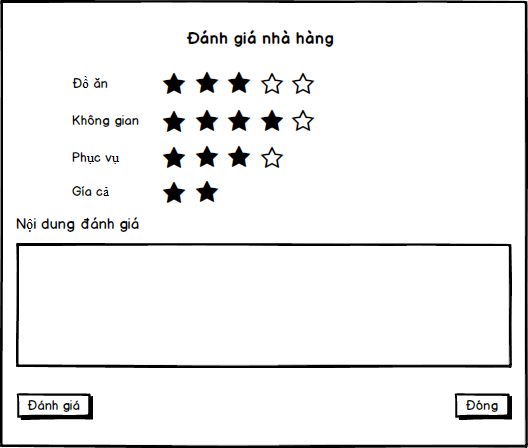 Đánh giá nhà hàng
Đồ ăn
Không gian
Phục vụ
Gía cả
Nội dung đánh giá
Đánh giá
Đóng